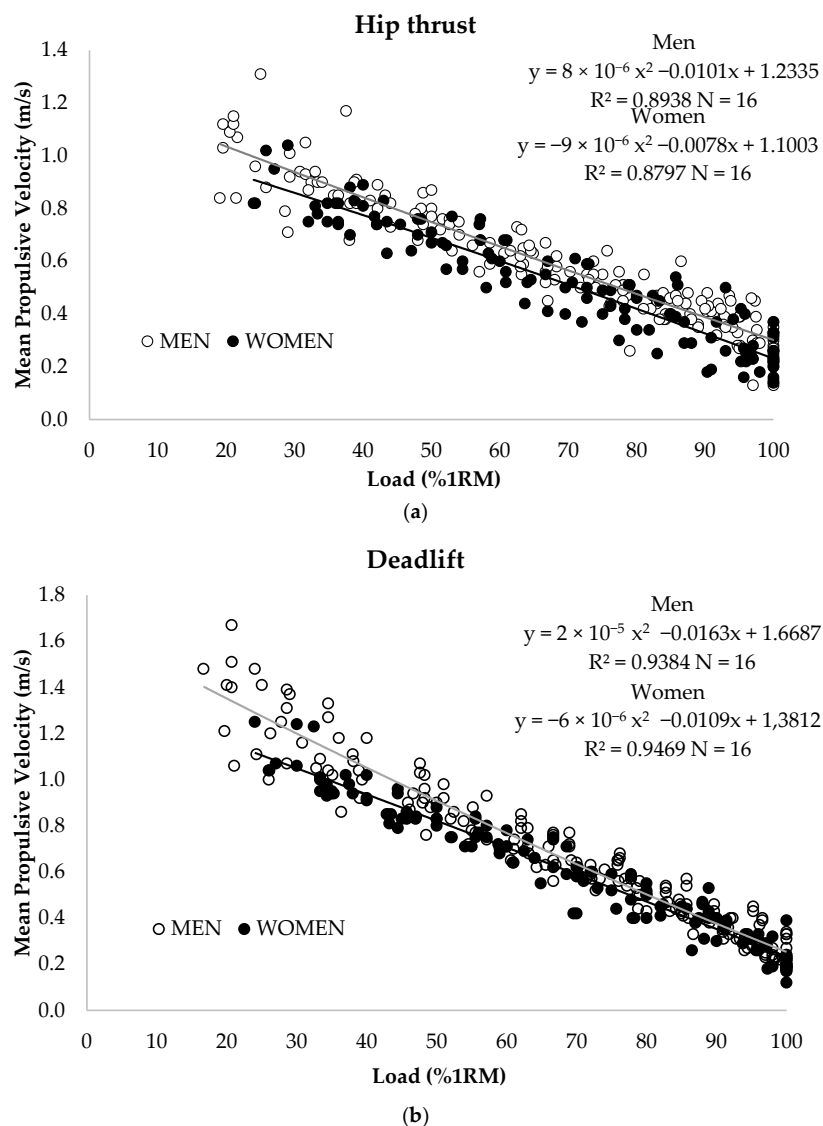 Hip thrust
Men
y = 8 × 10⁻⁶ x² −0.0101x + 1.2335
R² = 0.8938 N = 16
Women
y = −9 × 10⁻⁶ x² −0.0078x + 1.1003
R² = 0.8797 N = 16
Mean Propulsive Velocity (m/s)
1.4
1.2
1.0
0.8
0.6
0.4
0.2
0.0
MEN WOMEN
0 10 20 30 40 50 60 70 80 90 100
Load (%1RM)
(a)
Deadlift
Men
y = 2 × 10⁻⁵ x² −0.0163x + 1.6687
R² = 0.9384 N = 16
Women
y = −6 × 10⁻⁶ x² −0.0109x + 1,3812
R² = 0.9469 N = 16
Mean Propulsive Velocity (m/s)
1.8
1.6
1.4
1.2
1.0
0.8
0.6
0.4
0.2
0.0
MEN WOMEN
0 10 20 30 40 50 60 70 80 90 100
Load (%1RM)
(b)